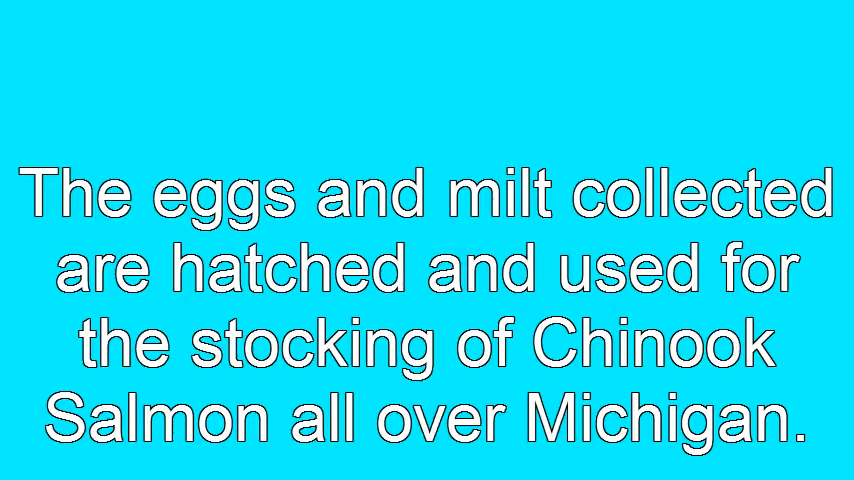 The eggs and milt collected
are hatched and used for
the stocking of Chinook
Salmon all over Michigan.